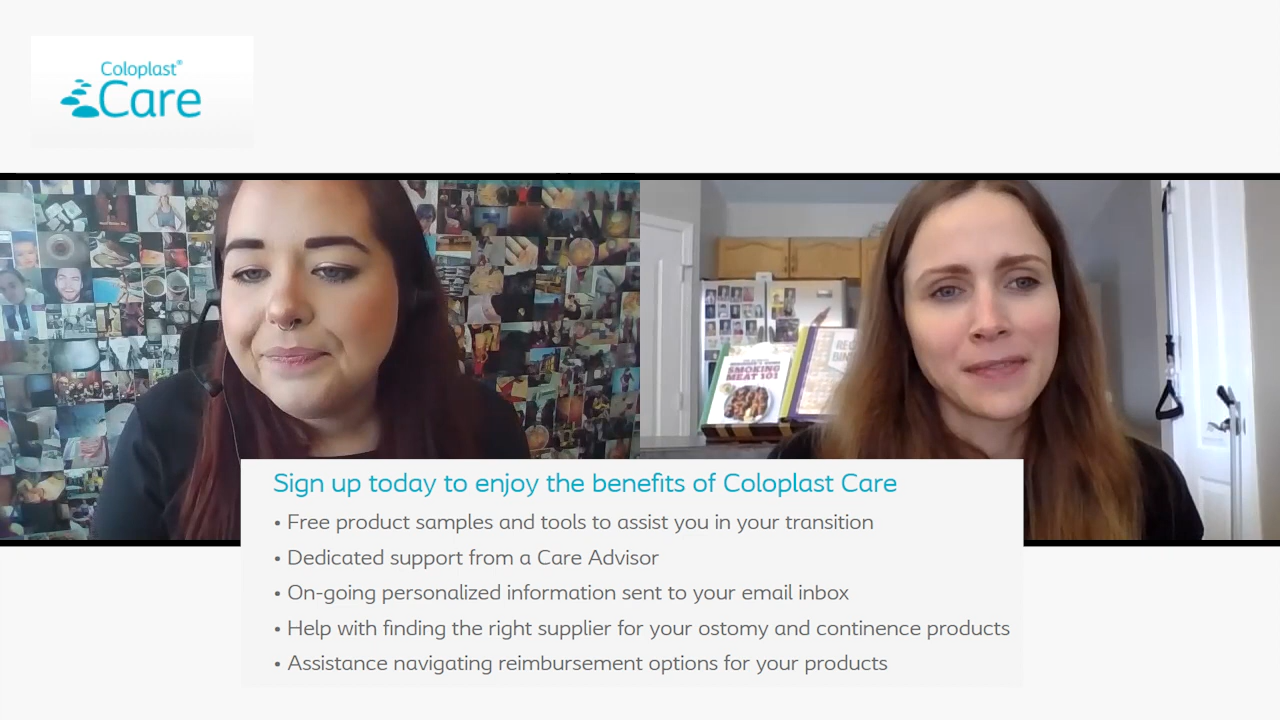 Coloplast®
Care
SMOKING
MEAT 101
Sign up today to enjoy the benefits of Coloplast Care
• Free product samples and tools to assist you in your transition
• Dedicated support from a Care Advisor
• On-going personalized information sent to your email inbox
• Help with finding the right supplier for your ostomy and continence products
• Assistance navigating reimbursement options for your products